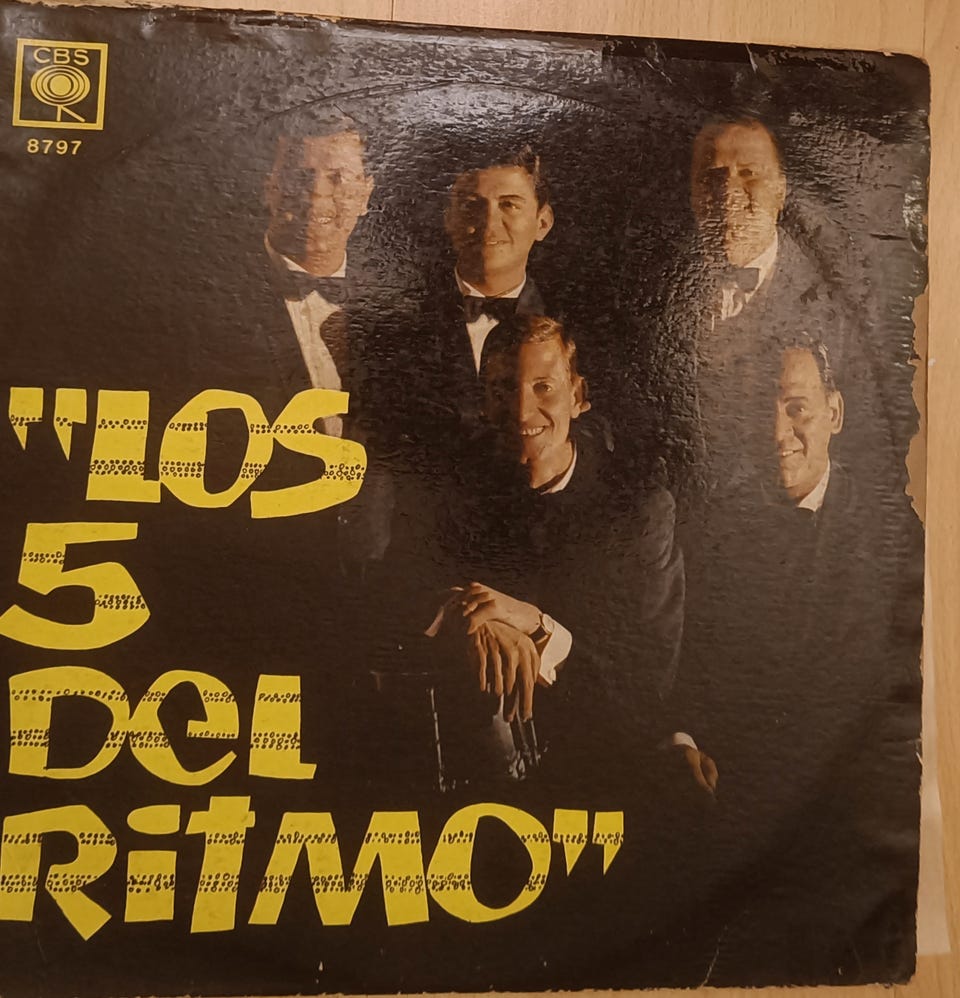 CBS
8797
"LOS
5
DEL
RITMO"